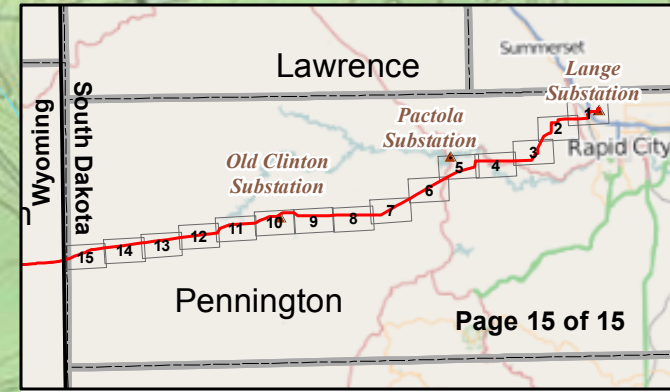 Summerset
Lawrence
Lange
Substation
Pactola
Substation
Rapid City
Wyoming
South Dakota
Old Clinton
Substation
1
2
3
4
5
6
7
8
9
10
11
12
13
14
15
Pennington
Page 15 of 15